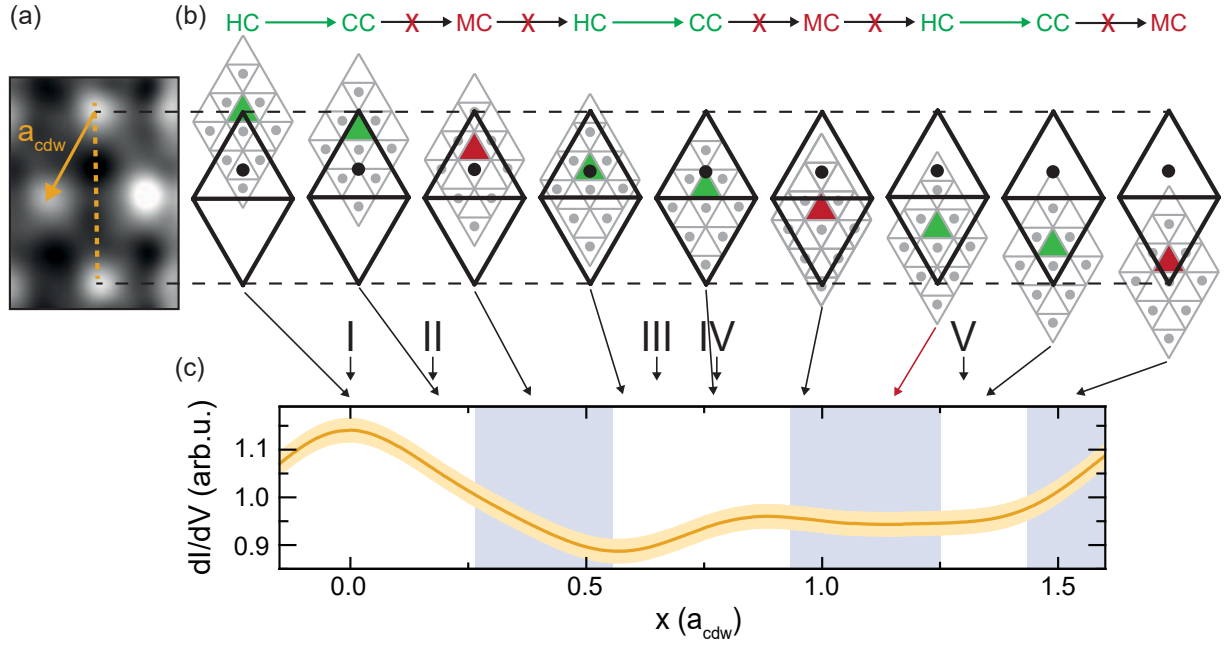 (a)
(b)
HC CC X MC X HC CC X MC X HC CC X MC
a_cdw
I II III IV V
(c)
dI/dV (arb.u.)
1.1
1.0
0.9
0.0 0.5 1.0 1.5
x (a_cdw)